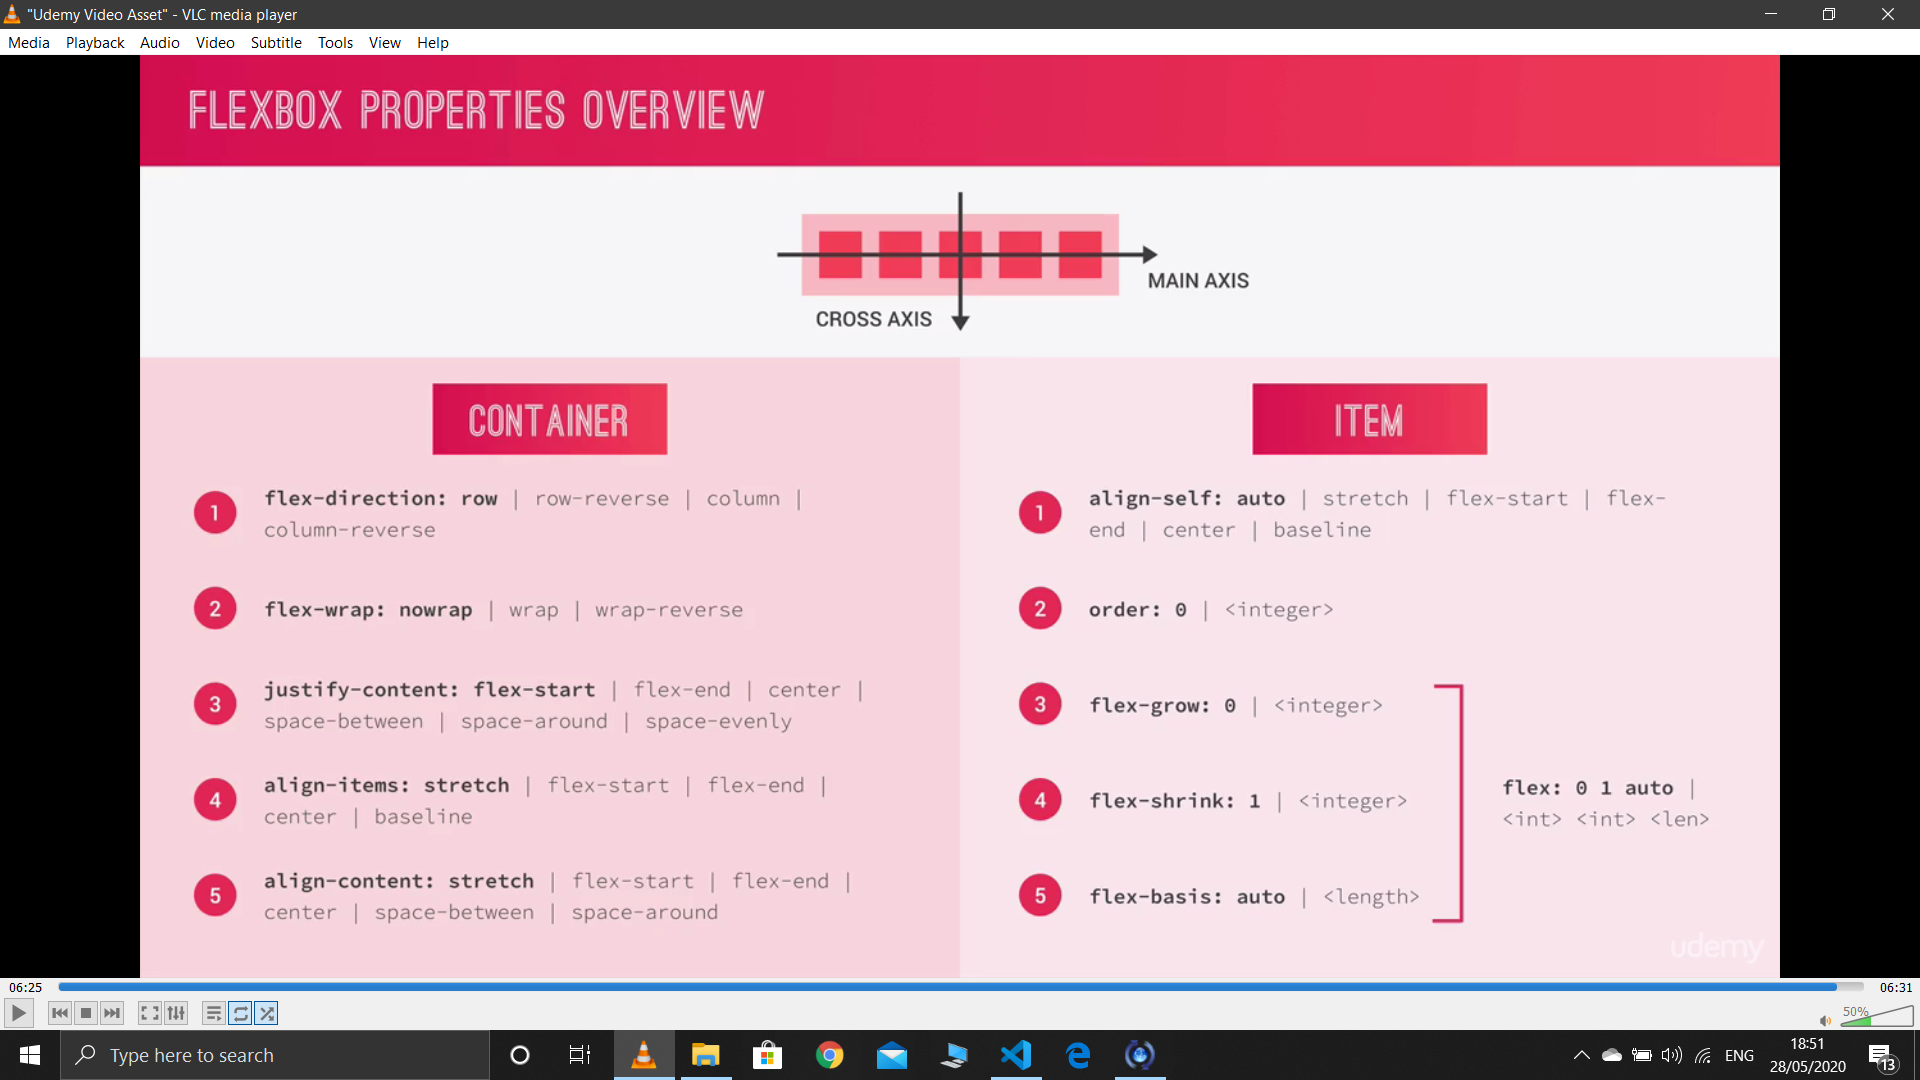 "Udemy Video Asset" - VLC media player
Media Playback Audio Video Subtitle Tools View Help
FLEXBOX PROPERTIES OVERVIEW
MAIN AXIS
CROSS AXIS
CONTAINER
1 flex-direction: row | row-reverse | column |
column-reverse
2 flex-wrap: nowrap | wrap | wrap-reverse
3 justify-content: flex-start | flex-end | center |
space-between | space-around | space-evenly
4 align-items: stretch | flex-start | flex-end |
center | baseline
5 align-content: stretch | flex-start | flex-end |
center | space-between | space-around
ITEM
1 align-self: auto | stretch | flex-start | flex-
end | center | baseline
2 order: 0 | <integer>
3 flex-grow: 0 | <integer>
4 flex-shrink: 1 | <integer>
5 flex-basis: auto | <length>
flex: 0 1 auto |
<int> <int> <len>
udemy
06:25 06:31
50%
Type here to search
ENG
18:51
28/05/2020
13